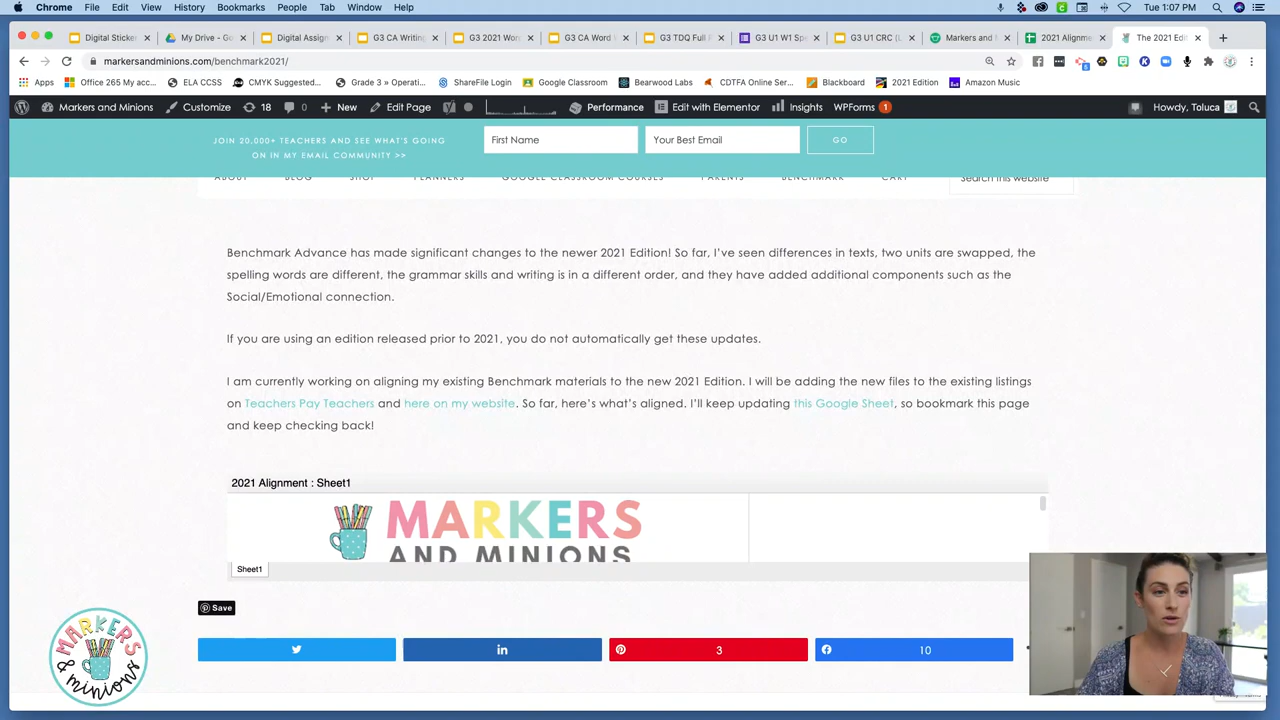 Chrome File Edit View History Bookmarks People Tab Window Help Tue 1:07 PM
Digital Sticker My Drive - Go Digital Assign G3 CA Writing G3 2021 Wor G3 CA Word G3 TDQ Full G3 U1 W1 Spe G3 U1 CRC (L Markers and 2021 Alignme The 2021 Edi
markersandminions.com/benchmark2021/
Apps Office 365 My acc... ELA CCSS CMYK Suggested... Grade 3 » Operati... ShareFile Login Google Classroom Bearwood Labs CDTFA Online Ser... Blackboard 2021 Edition Amazon Music
Markers and Minions Customize 18 0 New Edit Page Performance Edit with Elementor Insights WPForms 1 Howdy, Toluca
JOIN 20,000+ TEACHERS AND SEE WHAT'S GOING
ON IN MY EMAIL COMMUNITY >>
First Name Your Best Email GO
ABOUT BLOG SHOP PLANNERS GOOGLE CLASSROOM COURSES PARENTS BENCHMARK CART Search this website
Benchmark Advance has made significant changes to the newer 2021 Edition! So far, I've seen differences in texts, two units are swapped, the
spelling words are different, the grammar skills and writing is in a different order, and they have added additional components such as the
Social/Emotional connection.
If you are using an edition released prior to 2021, you do not automatically get these updates.
I am currently working on aligning my existing Benchmark materials to the new 2021 Edition. I will be adding the new files to the existing listings
on Teachers Pay Teachers and here on my website. So far, here's what's aligned. I'll keep updating this Google Sheet, so bookmark this page
and keep checking back!
2021 Alignment : Sheet1
MARKERS
AND MINIONS
Sheet1
Save
3 10
MARKERS
& minions